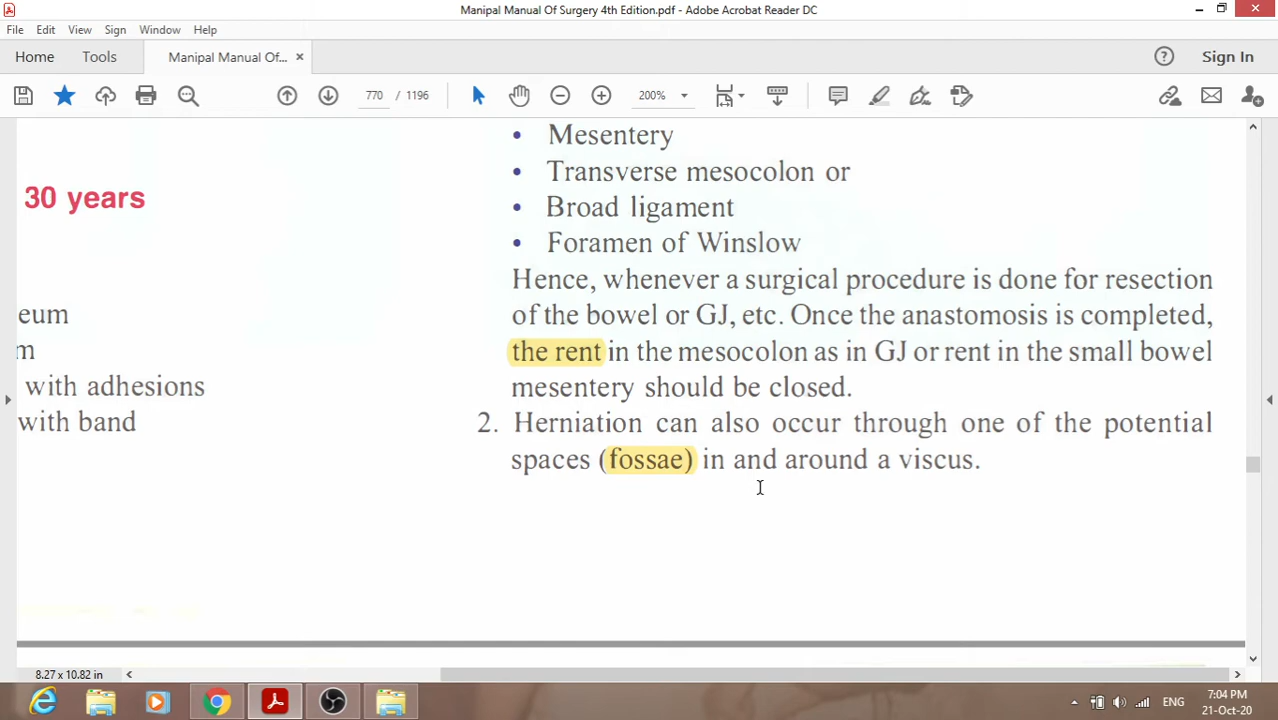 Manipal Manual Of Surgery 4th Edition.pdf - Adobe Acrobat Reader DC
File Edit View Sign Window Help
Home Tools Manipal Manual Of... × Sign In
770 / 1196 200%
30 years
eum
m
with adhesions
with band
• Mesentery
• Transverse mesocolon or
• Broad ligament
• Foramen of Winslow
Hence, whenever a surgical procedure is done for resection
of the bowel or GJ, etc. Once the anastomosis is completed,
the rent in the mesocolon as in GJ or rent in the small bowel
mesentery should be closed.
2. Herniation can also occur through one of the potential
spaces (fossae) in and around a viscus.
8.27 x 10.82 in
ENG
7:04 PM
21-Oct-20